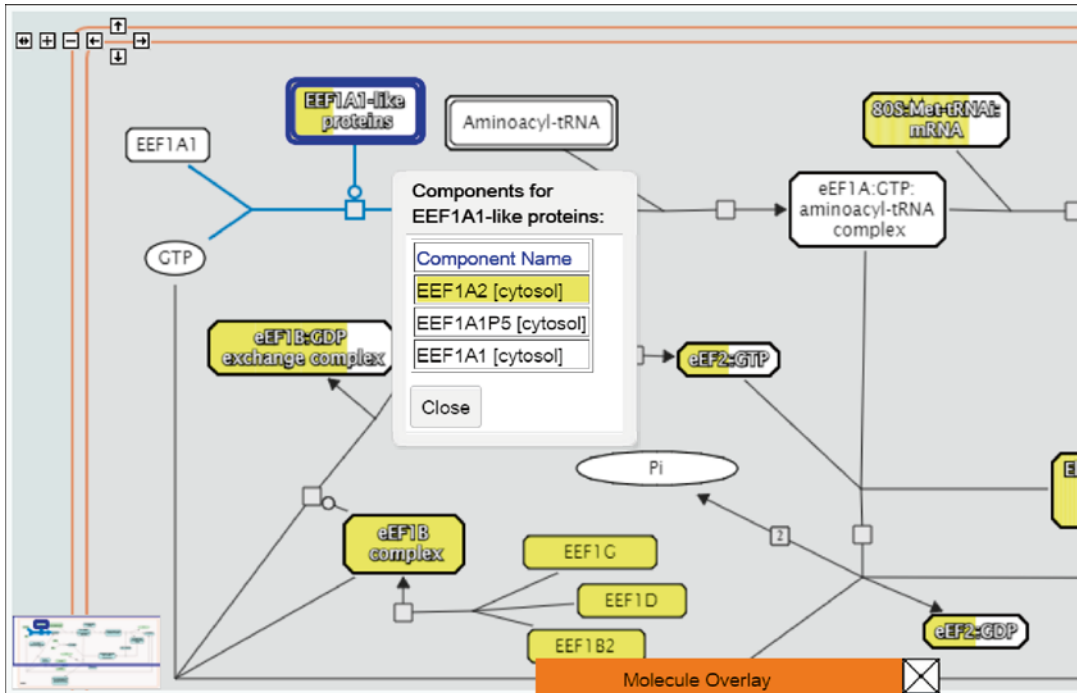 EEF1A1-like
proteins
Aminoacyl-tRNA
80S:Met-tRNAi:
mRNA
EEF1A1
Components for
EEF1A1-like proteins:
eEF1A:GTP:
aminoacyl-tRNA
complex
GTP
Component Name
EEF1A2 [cytosol]
EEF1A1P5 [cytosol]
EEF1A1 [cytosol]
eEF1B:GDP
exchange complex
eEF2:GTP
Close
Pi
eEF1B
complex
2
EEF1G
EEF1D
EEF1B2
eEF2:GDP
Molecule Overlay